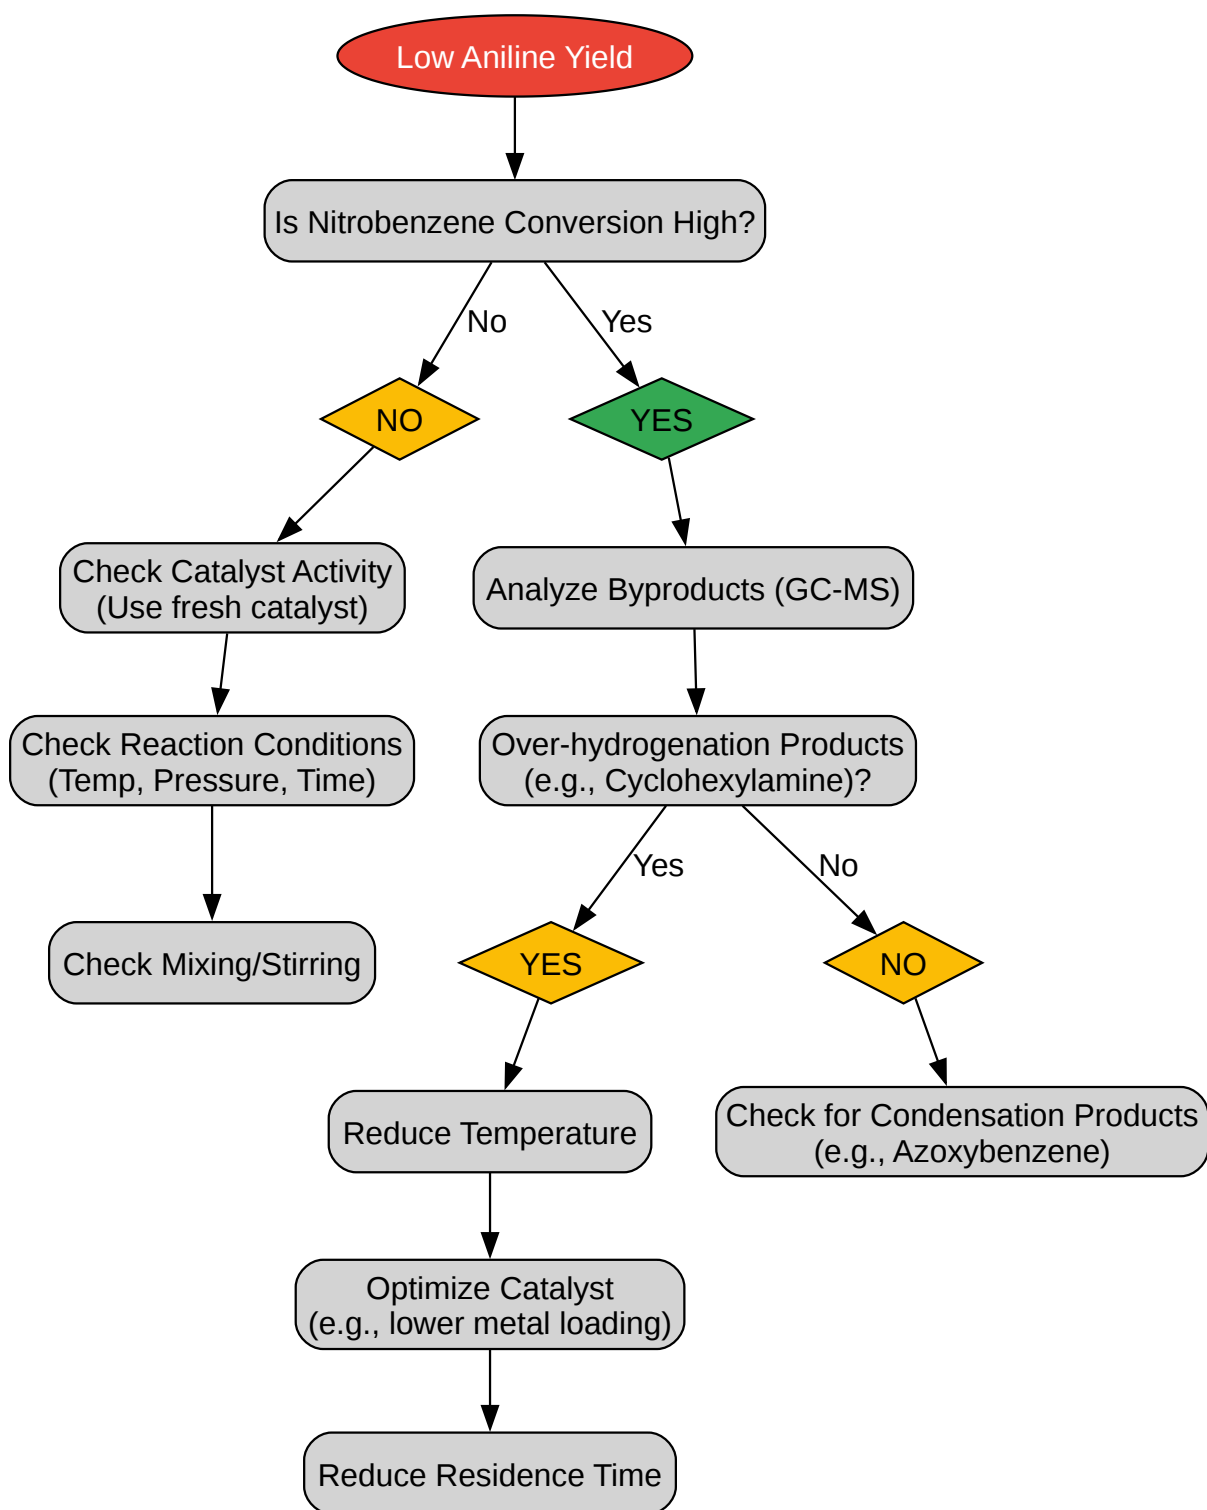 Low Aniline Yield
Is Nitrobenzene Conversion High?
No
Yes
NO
YES
Check Catalyst Activity
(Use fresh catalyst)
Analyze Byproducts (GC-MS)
Check Reaction Conditions
(Temp, Pressure, Time)
Over-hydrogenation Products
(e.g., Cyclohexylamine)?
Yes
No
Check Mixing/Stirring
YES
NO
Reduce Temperature
Check for Condensation Products
(e.g., Azoxybenzene)
Optimize Catalyst
(e.g., lower metal loading)
Reduce Residence Time